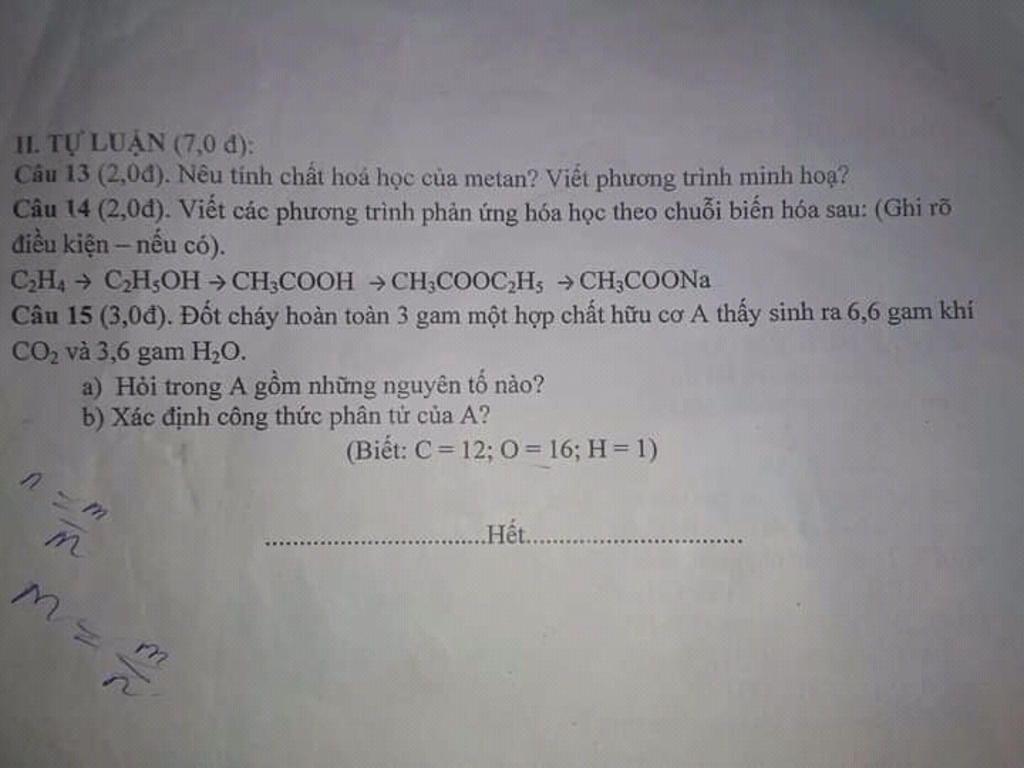 II. TỰ LUẬN (7,0 đ):
Câu 13 (2,0đ). Nêu tính chất hoá học của metan? Viết phương trình minh hoạ?
Câu 14 (2,0đ). Viết các phương trình phản ứng hóa học theo chuỗi biến hóa sau: (Ghi rõ
điều kiện – nếu có).
C₂H₄ → C₂H₅OH → CH₃COOH → CH₃COOC₂H₅ → CH₃COONa
Câu 15 (3,0đ). Đốt cháy hoàn toàn 3 gam một hợp chất hữu cơ A thấy sinh ra 6,6 gam khí
CO₂ và 3,6 gam H₂O.
a) Hỏi trong A gồm những nguyên tố nào?
b) Xác định công thức phân tử của A?
(Biết: C = 12; O = 16; H = 1)
................................Hết...............................
n = m/M
M = m/n